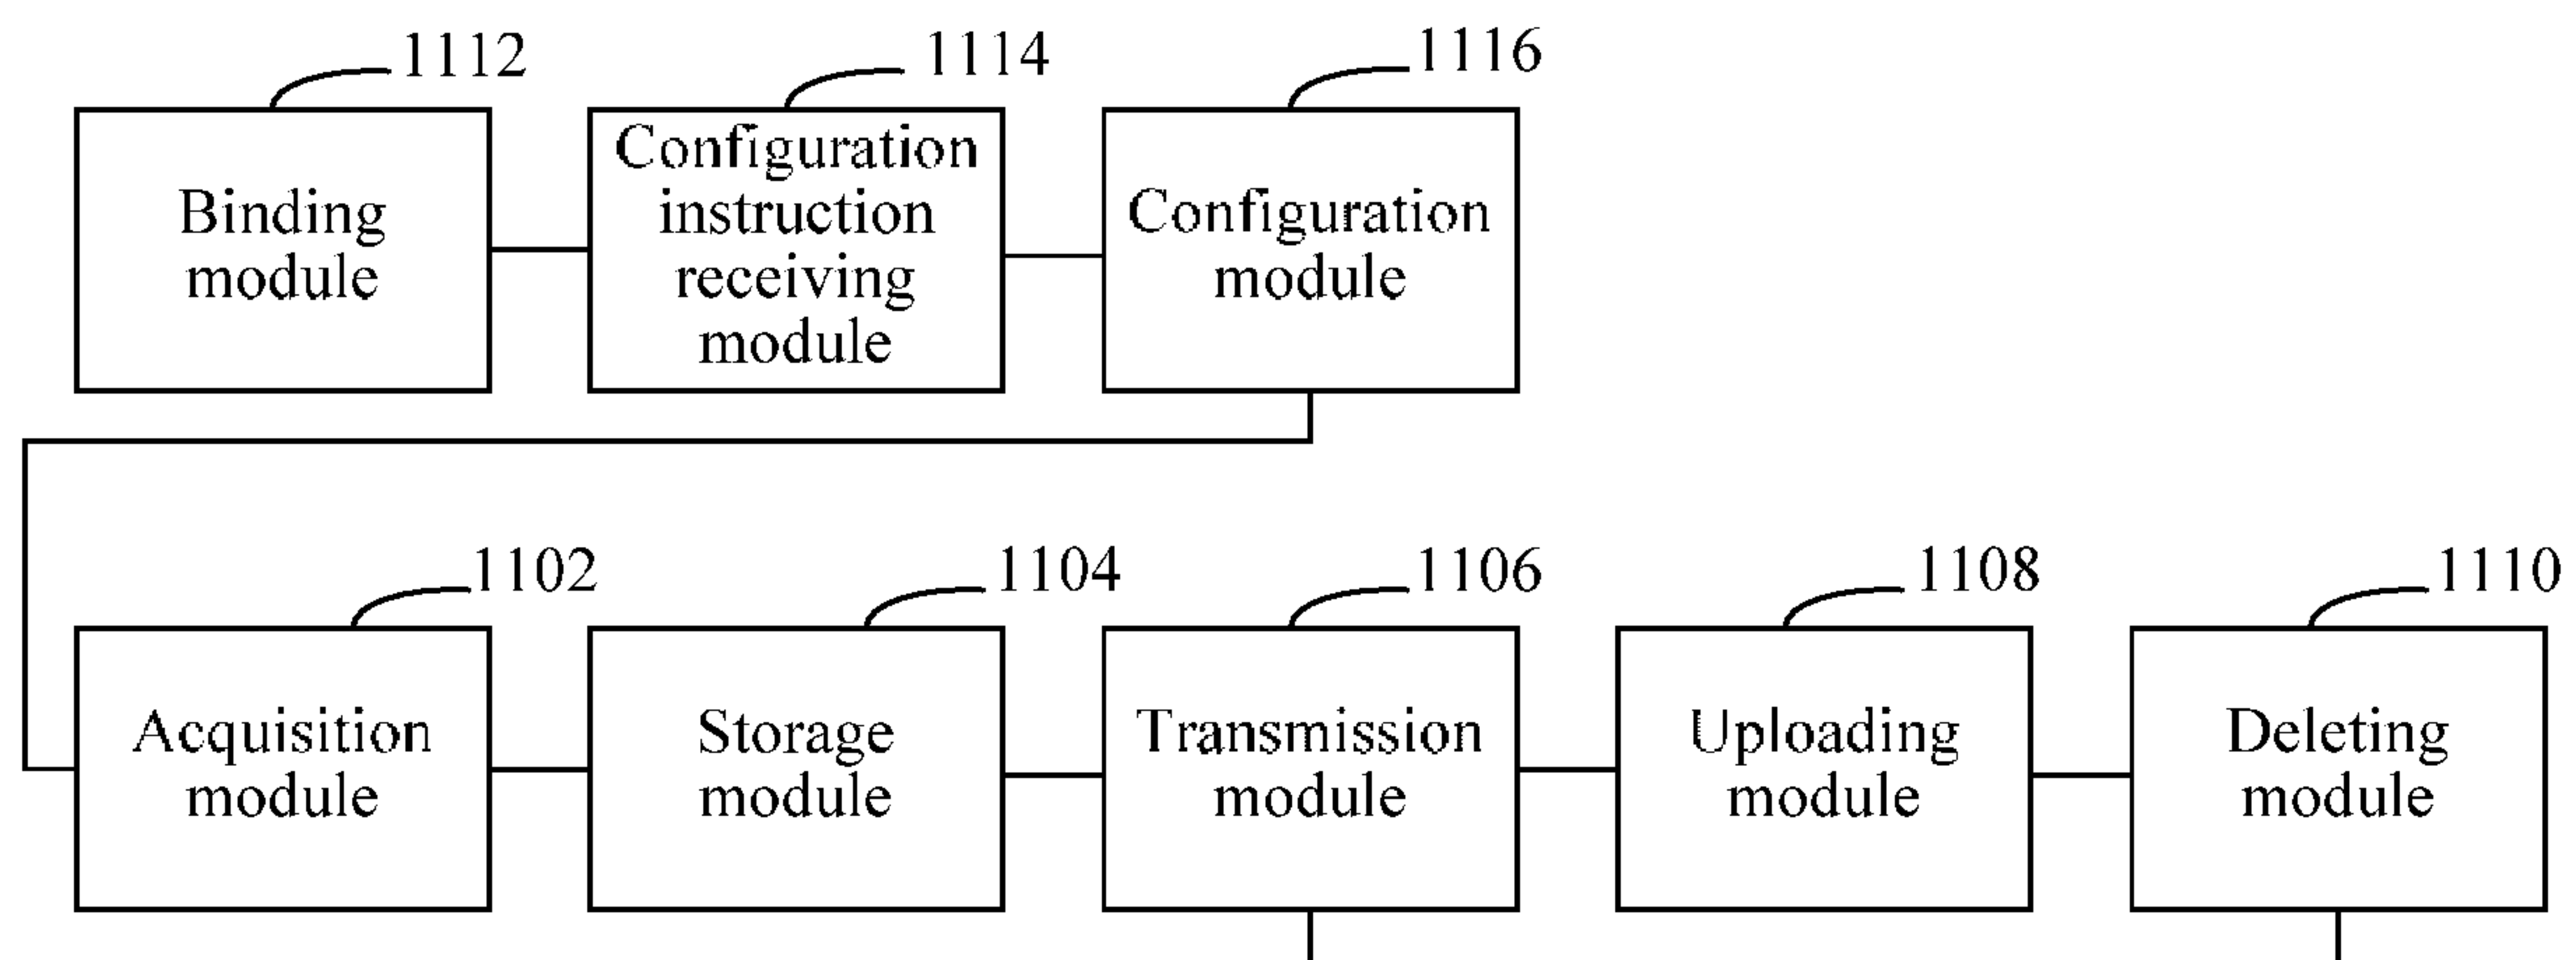 1112
1114
1116
Binding
module
Configuration
instruction
receiving
module
Configuration
module
1102
1104
1106
1108
1110
Acquisition
module
Storage
module
Transmission
module
Uploading
module
Deleting
module